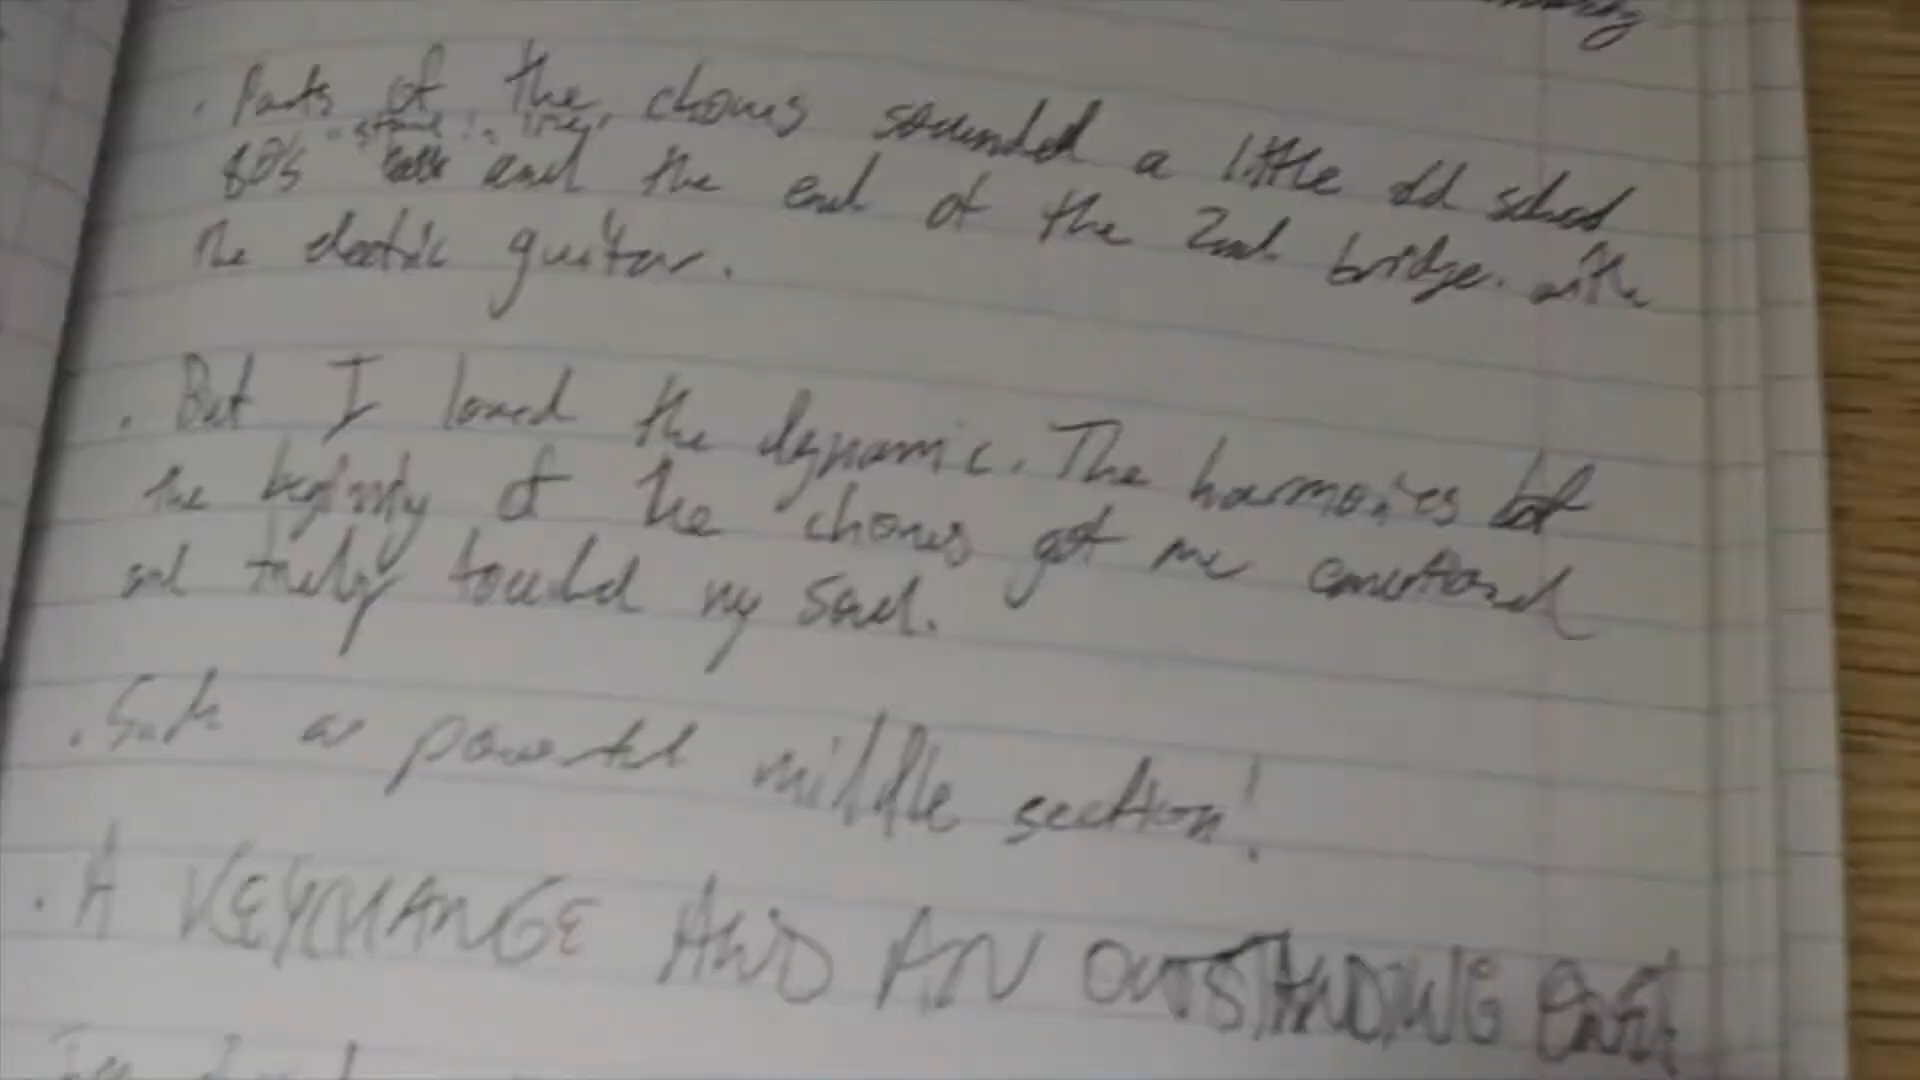 . Parts of the chorus sounded a little old school
80's and the end of the 2nd bridge. with
the electric guitar.
. But I loved the dynamic. The harmonies
the beginning of the chorus got me emotional
and truly touched my soul.
. Such a powerful middle section!
. A KEYCHANGE AND AN OUTSTANDING